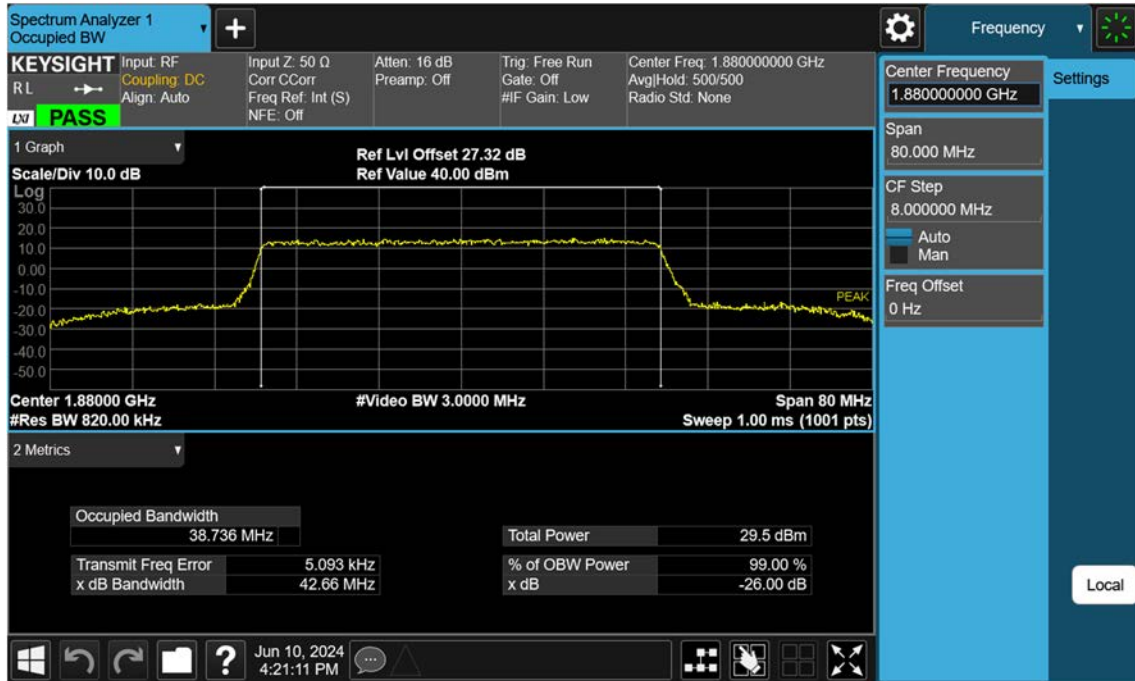 Spectrum Analyzer 1
Occupied BW
Frequency
KEYSIGHT
R L
LXI
PASS
Input: RF
Coupling: DC
Align: Auto
Input Z: 50 Ω
Corr CCorr
Freq Ref: Int (S)
NFE: Off
Atten: 16 dB
Preamp: Off
Trig: Free Run
Gate: Off
#IF Gain: Low
Center Freq: 1.880000000 GHz
Avg|Hold: 500/500
Radio Std: None
Center Frequency
1.880000000 GHz
Settings
Span
80.000 MHz
CF Step
8.000000 MHz
Auto
Man
Freq Offset
0 Hz
1 Graph
Scale/Div 10.0 dB
Ref Lvl Offset 27.32 dB
Ref Value 40.00 dBm
Log
30.0
20.0
10.0
0.00
-10.0
-20.0
-30.0
-40.0
-50.0
PEAK
Center 1.88000 GHz
#Video BW 3.0000 MHz
Span 80 MHz
#Res BW 820.00 kHz
Sweep 1.00 ms (1001 pts)
2 Metrics
Occupied Bandwidth
38.736 MHz
Total Power 29.5 dBm
Transmit Freq Error 5.093 kHz
% of OBW Power 99.00 %
x dB Bandwidth 42.66 MHz
x dB -26.00 dB
Local
?
Jun 10, 2024
4:21:11 PM